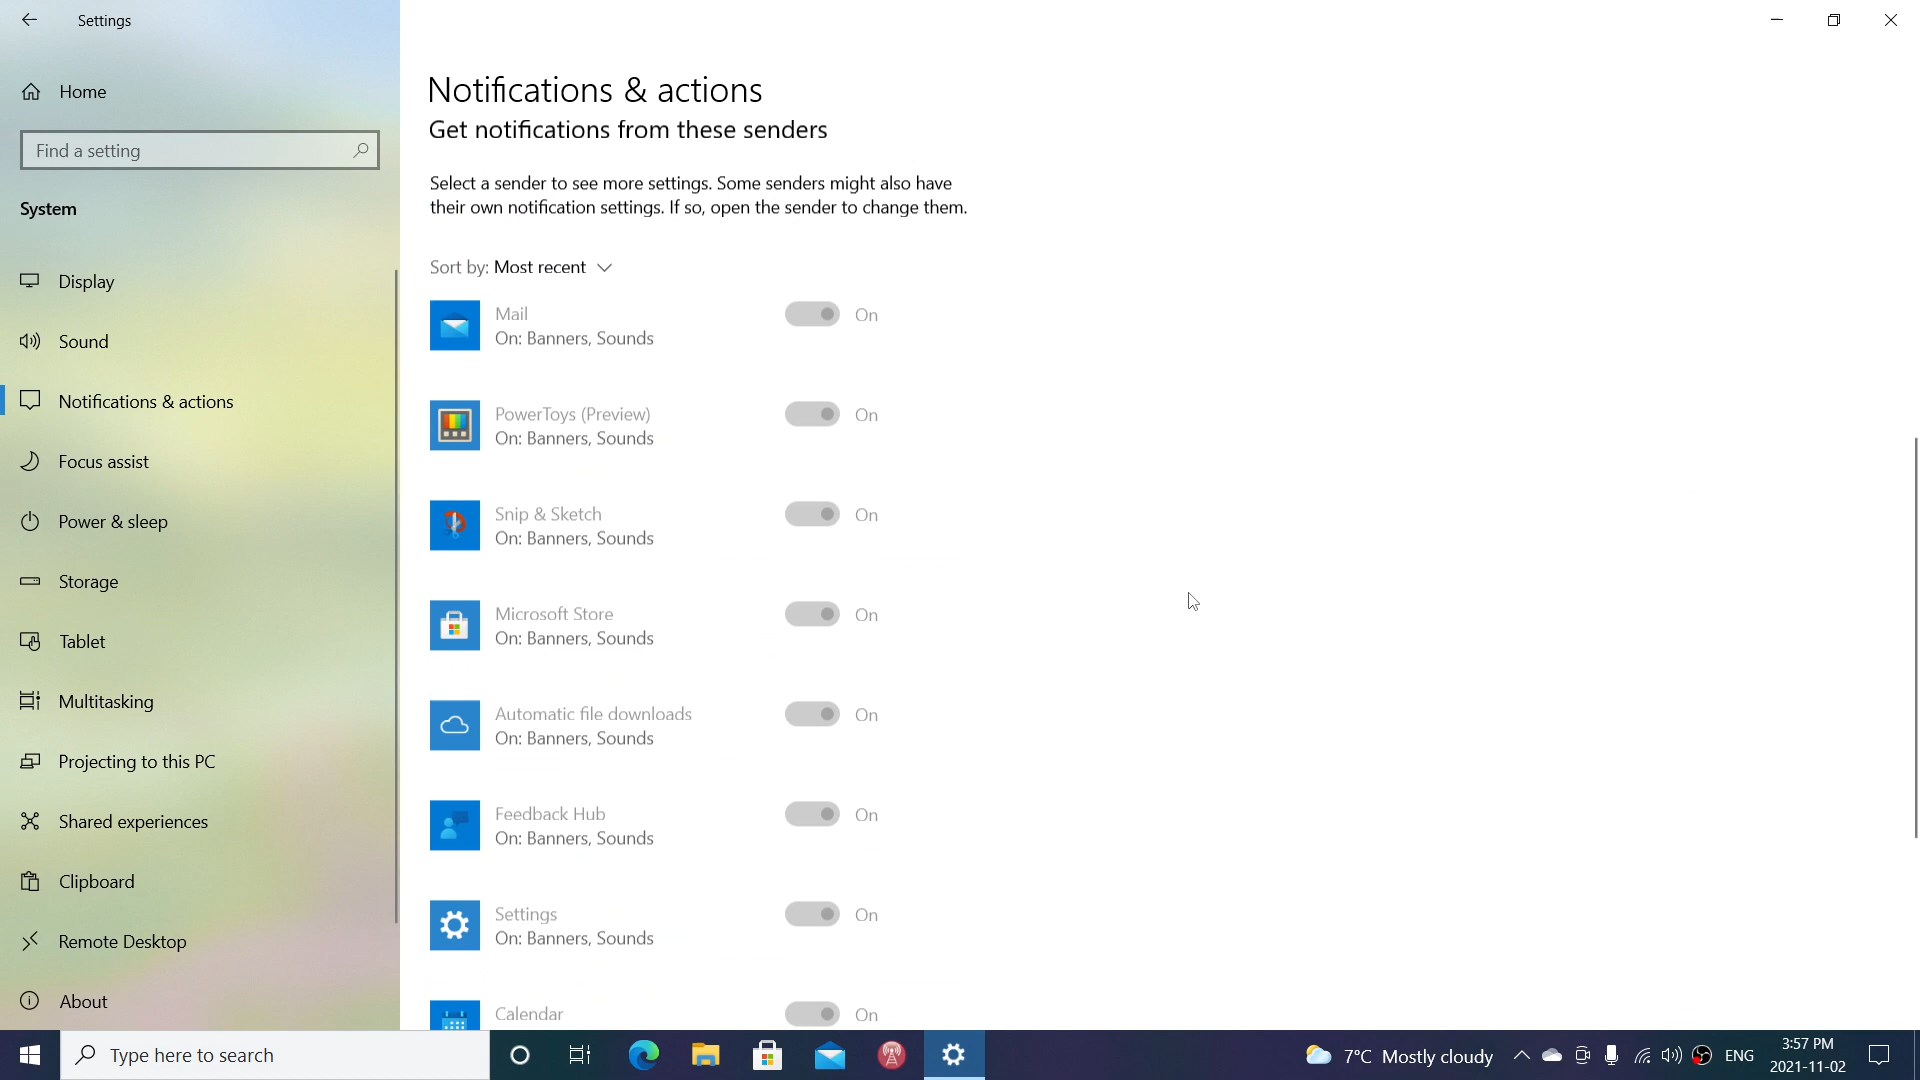 Settings
Home
Find a setting
System
Display
Sound
Notifications & actions
Focus assist
Power & sleep
Storage
Tablet
Multitasking
Projecting to this PC
Shared experiences
Clipboard
Remote Desktop
About
Notifications & actions
Get notifications from these senders
Select a sender to see more settings. Some senders might also have
their own notification settings. If so, open the sender to change them.
Sort by: Most recent
Mail On
On: Banners, Sounds
PowerToys (Preview) On
On: Banners, Sounds
Snip & Sketch On
On: Banners, Sounds
Microsoft Store On
On: Banners, Sounds
Automatic file downloads On
On: Banners, Sounds
Feedback Hub On
On: Banners, Sounds
Settings On
On: Banners, Sounds
Calendar On
Type here to search
7°C Mostly cloudy
ENG
3:57 PM
2021-11-02